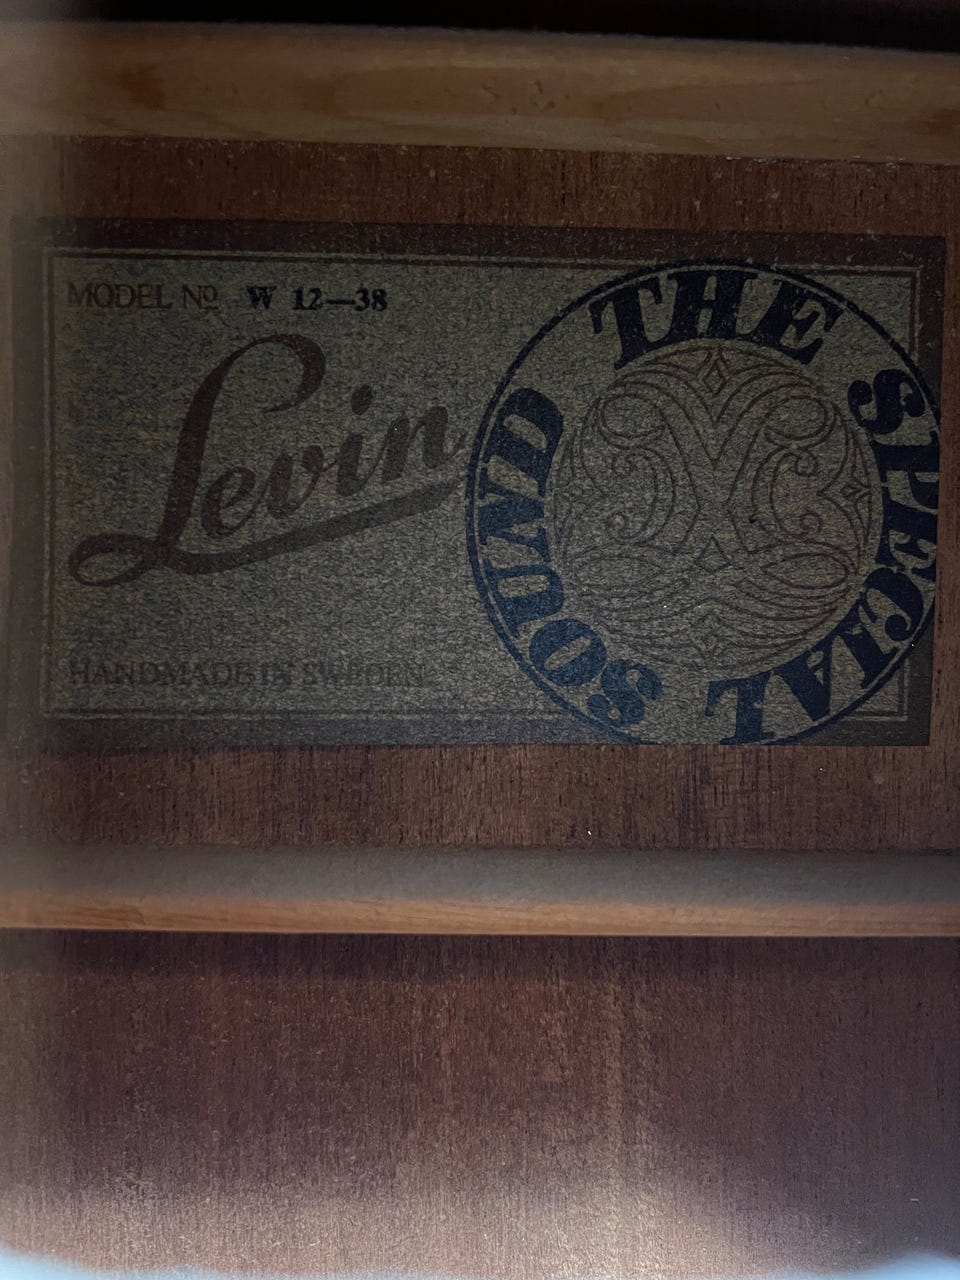 MODEL Nº W 12—38
Levin
HANDMADE IN SWEDEN
THE SPECIAL SOUND